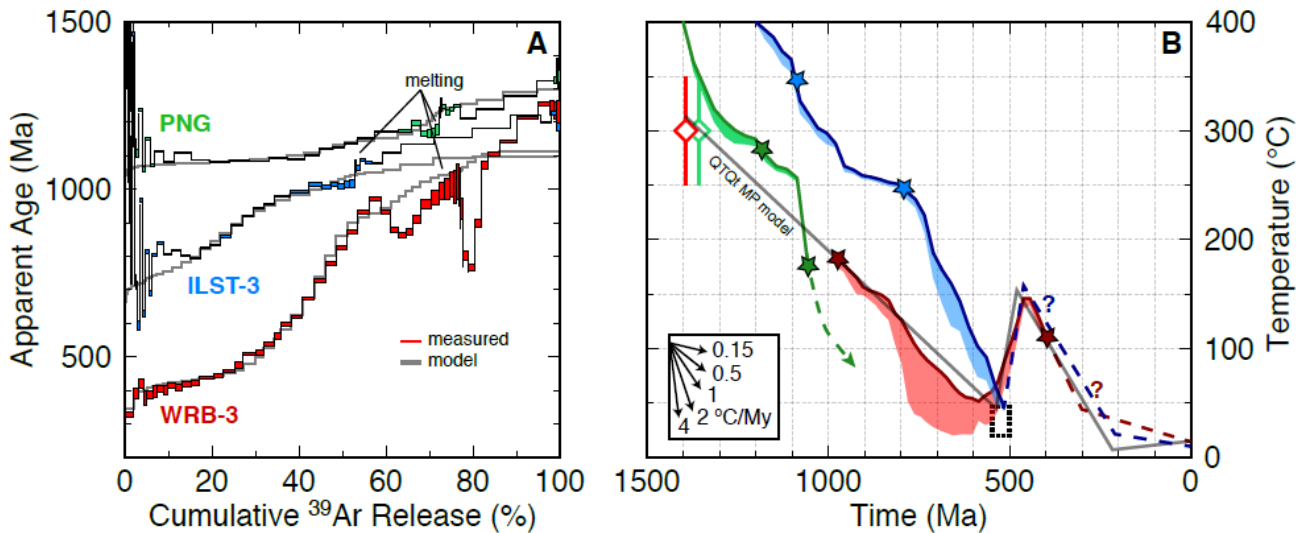 1500
1000
500
Apparent Age (Ma)
A
melting
PNG
ILST-3
WRB-3
measured
model
0 20 40 60 80 100
Cumulative ³⁹Ar Release (%)
B
QTQt MP model
0.15
0.5
1
2 ºC/My
4
?
?
400
300
200
100
0
Temperature (°C)
1500 1000 500 0
Time (Ma)